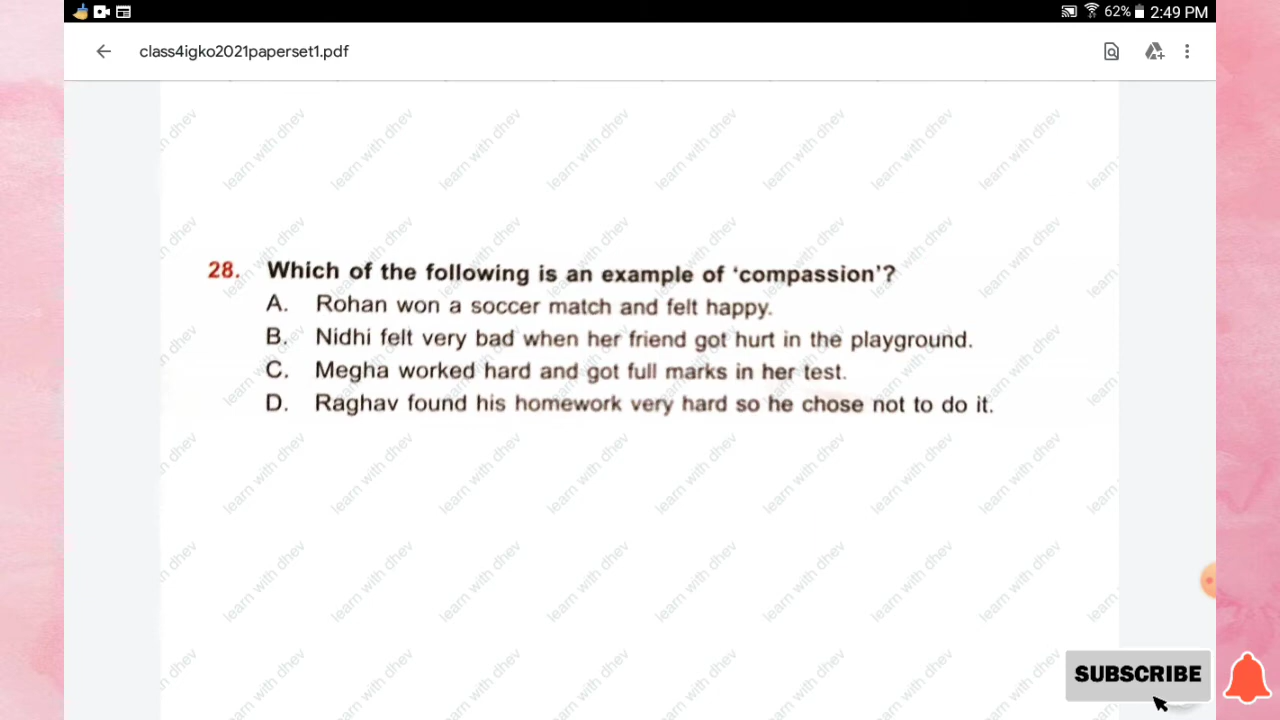 62% 2:49 PM
class4igko2021paperset1.pdf
learn with dhev
28. Which of the following is an example of ‘compassion’?
A. Rohan won a soccer match and felt happy.
B. Nidhi felt very bad when her friend got hurt in the playground.
C. Megha worked hard and got full marks in her test.
D. Raghav found his homework very hard so he chose not to do it.
SUBSCRIBE